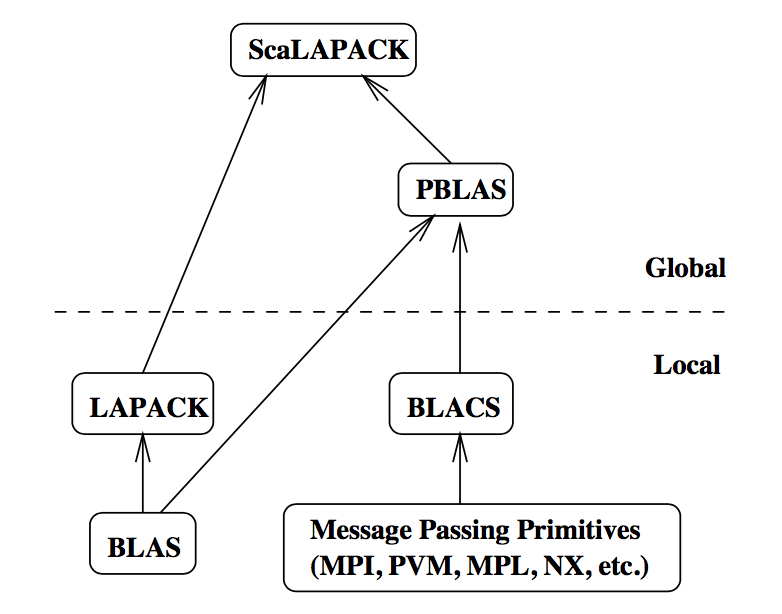 ScaLAPACK
PBLAS
Global
Local
LAPACK
BLACS
BLAS
Message Passing Primitives
(MPI, PVM, MPL, NX, etc.)